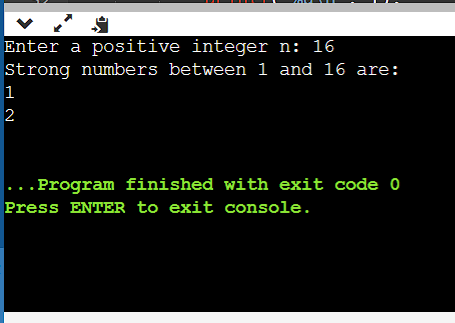 Enter a positive integer n: 16
Strong numbers between 1 and 16 are:
1
2
...Program finished with exit code 0
Press ENTER to exit console.